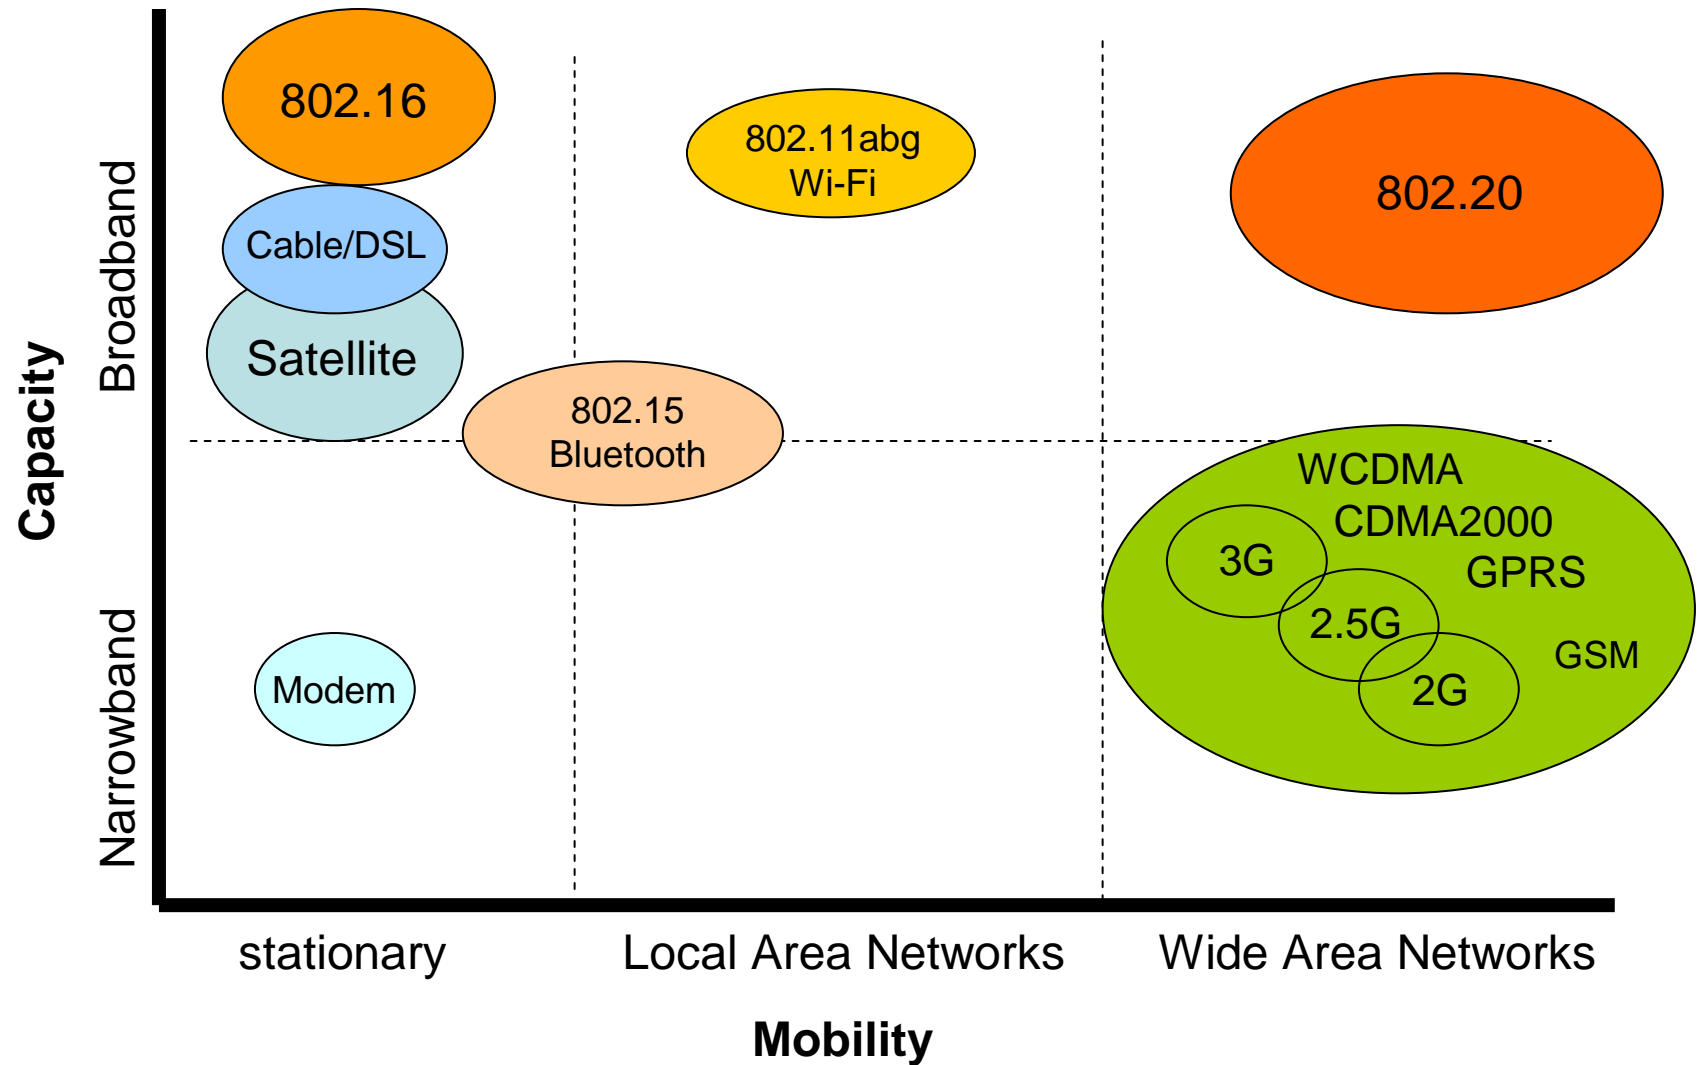 802.16
802.11abg
Wi-Fi
802.20
Cable/DSL
Satellite
802.15
Bluetooth
WCDMA
CDMA2000
GPRS
3G
2.5G
GSM
2G
Modem
Capacity
Broadband
Narrowband
stationary
Local Area Networks
Wide Area Networks
Mobility